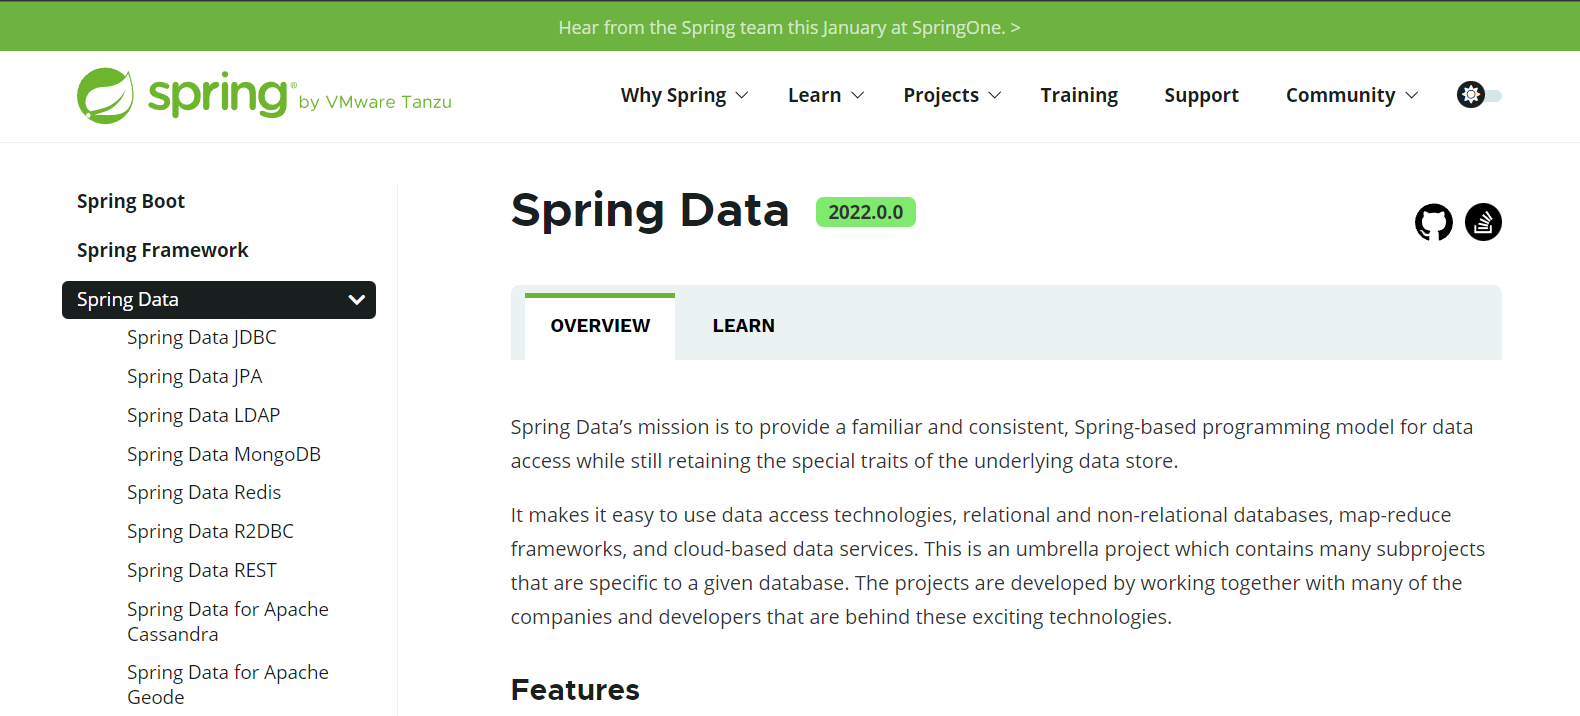 Hear from the Spring team this January at SpringOne. >
spring® by VMware Tanzu
Why Spring
Learn
Projects
Training
Support
Community
Spring Boot
Spring Framework
Spring Data
Spring Data JDBC
Spring Data JPA
Spring Data LDAP
Spring Data MongoDB
Spring Data Redis
Spring Data R2DBC
Spring Data REST
Spring Data for Apache
Cassandra
Spring Data for Apache
Geode
Spring Data 2022.0.0
OVERVIEW
LEARN
Spring Data’s mission is to provide a familiar and consistent, Spring-based programming model for data
access while still retaining the special traits of the underlying data store.
It makes it easy to use data access technologies, relational and non-relational databases, map-reduce
frameworks, and cloud-based data services. This is an umbrella project which contains many subprojects
that are specific to a given database. The projects are developed by working together with many of the
companies and developers that are behind these exciting technologies.
Features